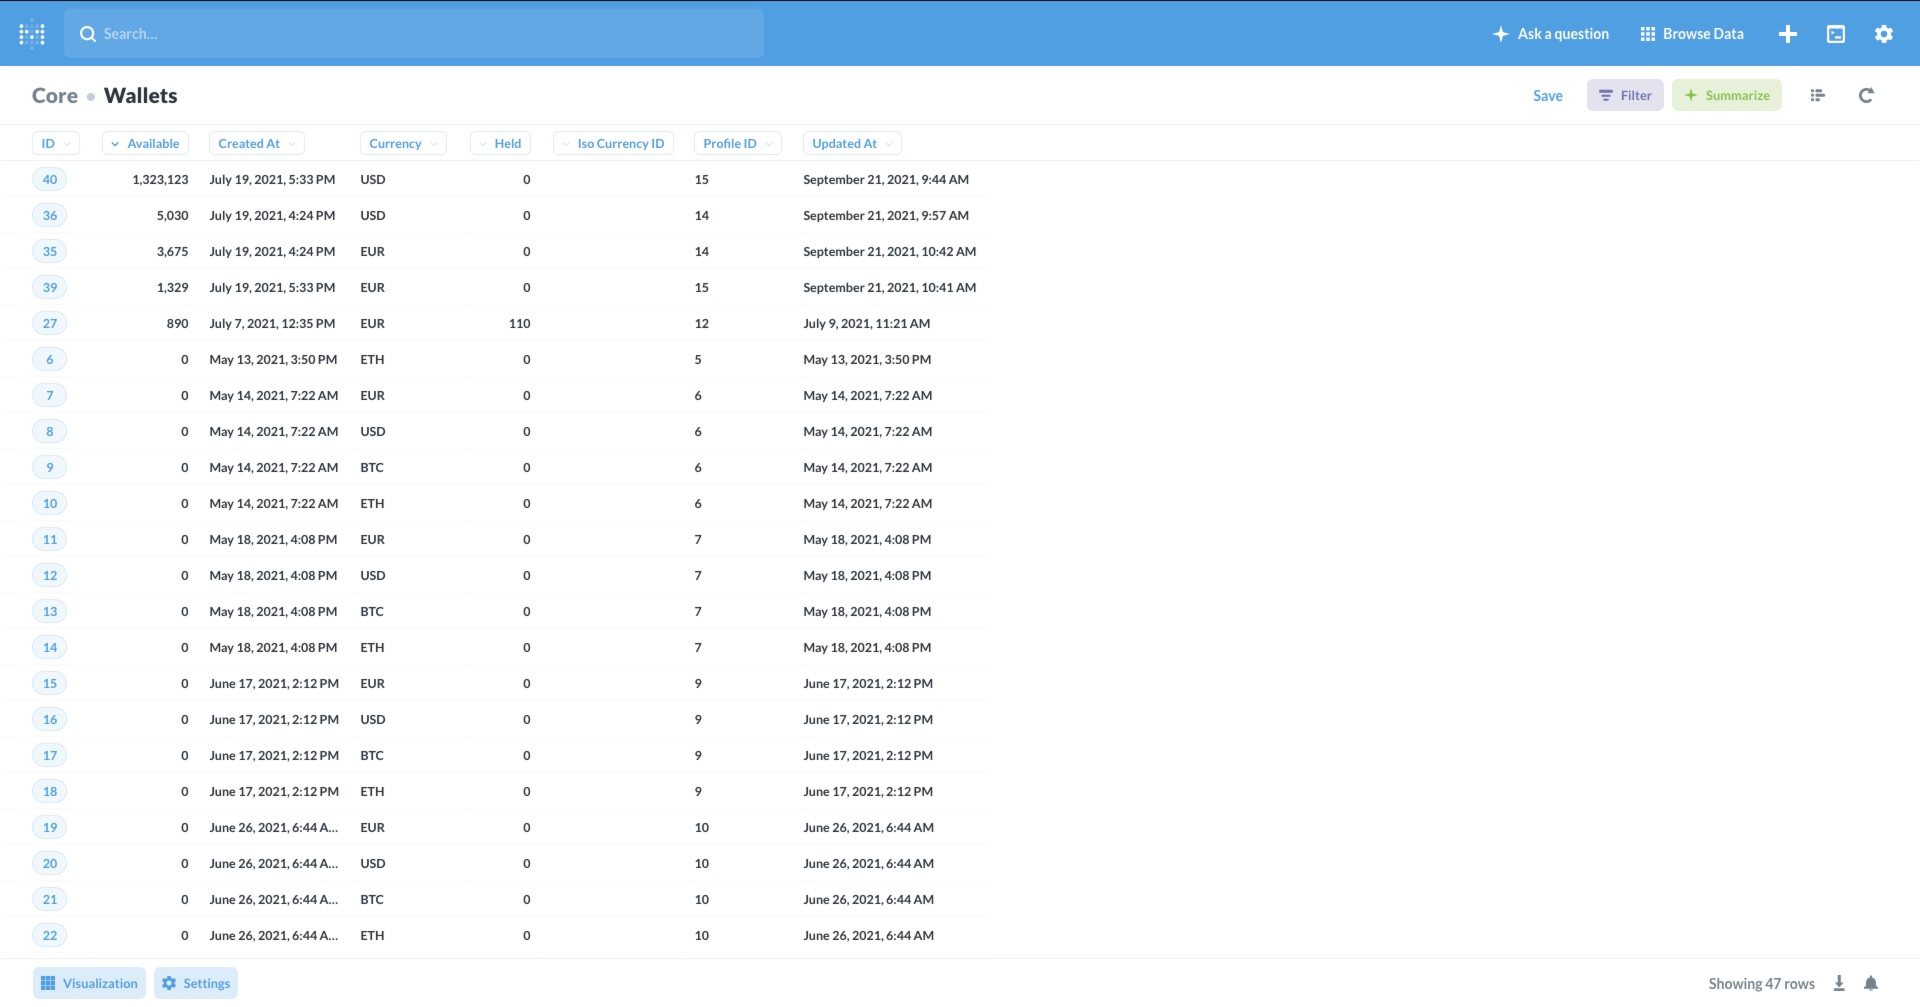 Search... Ask a question Browse Data
Core • Wallets Save Filter Summarize
ID Available Created At Currency Held Iso Currency ID Profile ID Updated At
40 1,323,123 July 19, 2021, 5:33 PM USD 0 15 September 21, 2021, 9:44 AM
36 5,030 July 19, 2021, 4:24 PM USD 0 14 September 21, 2021, 9:57 AM
35 3,675 July 19, 2021, 4:24 PM EUR 0 14 September 21, 2021, 10:42 AM
39 1,329 July 19, 2021, 5:33 PM EUR 0 15 September 21, 2021, 10:41 AM
27 890 July 7, 2021, 12:35 PM EUR 110 12 July 9, 2021, 11:21 AM
6 0 May 13, 2021, 3:50 PM ETH 0 5 May 13, 2021, 3:50 PM
7 0 May 14, 2021, 7:22 AM EUR 0 6 May 14, 2021, 7:22 AM
8 0 May 14, 2021, 7:22 AM USD 0 6 May 14, 2021, 7:22 AM
9 0 May 14, 2021, 7:22 AM BTC 0 6 May 14, 2021, 7:22 AM
10 0 May 14, 2021, 7:22 AM ETH 0 6 May 14, 2021, 7:22 AM
11 0 May 18, 2021, 4:08 PM EUR 0 7 May 18, 2021, 4:08 PM
12 0 May 18, 2021, 4:08 PM USD 0 7 May 18, 2021, 4:08 PM
13 0 May 18, 2021, 4:08 PM BTC 0 7 May 18, 2021, 4:08 PM
14 0 May 18, 2021, 4:08 PM ETH 0 7 May 18, 2021, 4:08 PM
15 0 June 17, 2021, 2:12 PM EUR 0 9 June 17, 2021, 2:12 PM
16 0 June 17, 2021, 2:12 PM USD 0 9 June 17, 2021, 2:12 PM
17 0 June 17, 2021, 2:12 PM BTC 0 9 June 17, 2021, 2:12 PM
18 0 June 17, 2021, 2:12 PM ETH 0 9 June 17, 2021, 2:12 PM
19 0 June 26, 2021, 6:44 A... EUR 0 10 June 26, 2021, 6:44 AM
20 0 June 26, 2021, 6:44 A... USD 0 10 June 26, 2021, 6:44 AM
21 0 June 26, 2021, 6:44 A... BTC 0 10 June 26, 2021, 6:44 AM
22 0 June 26, 2021, 6:44 A... ETH 0 10 June 26, 2021, 6:44 AM
Visualization Settings Showing 47 rows